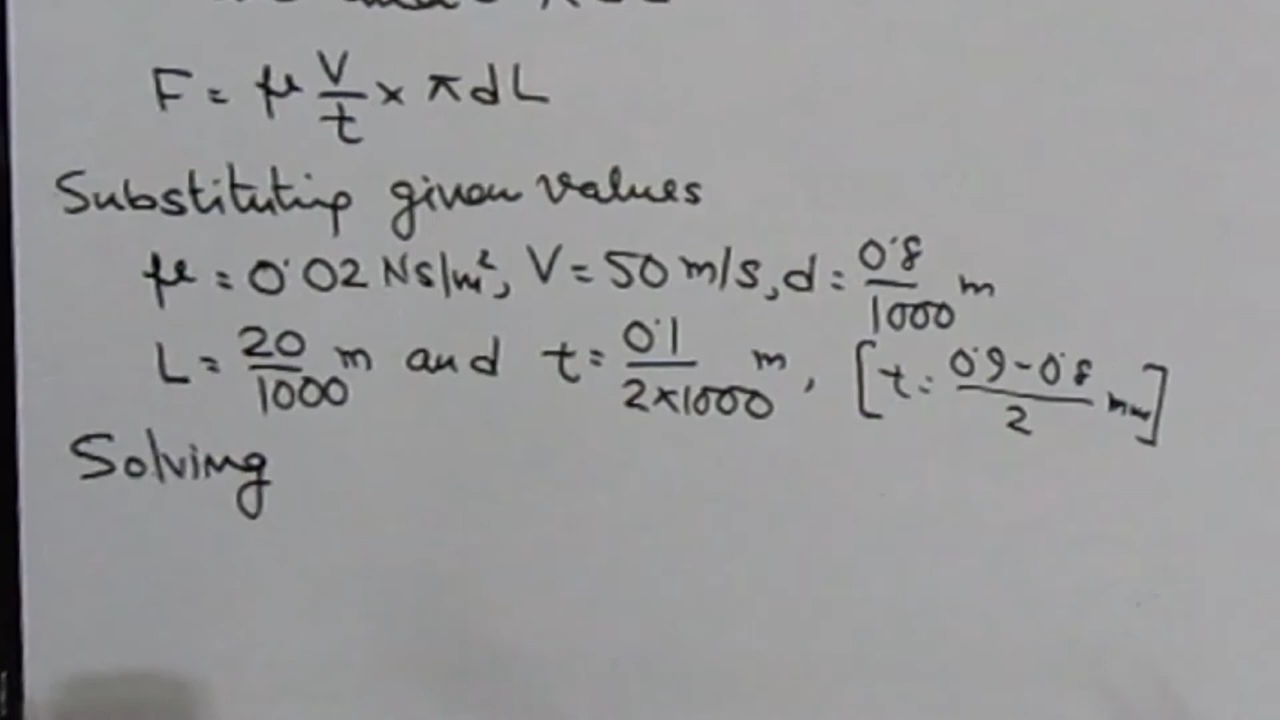 F = μ V/t × π d L
Substituting given values
μ = 0·02 Ns/m², V = 50 m/s, d = 0·8/1000 m
L = 20/1000 m and t = 0·1/(2×1000) m, [t = (0·9-0·8)/2 mm]
Solving